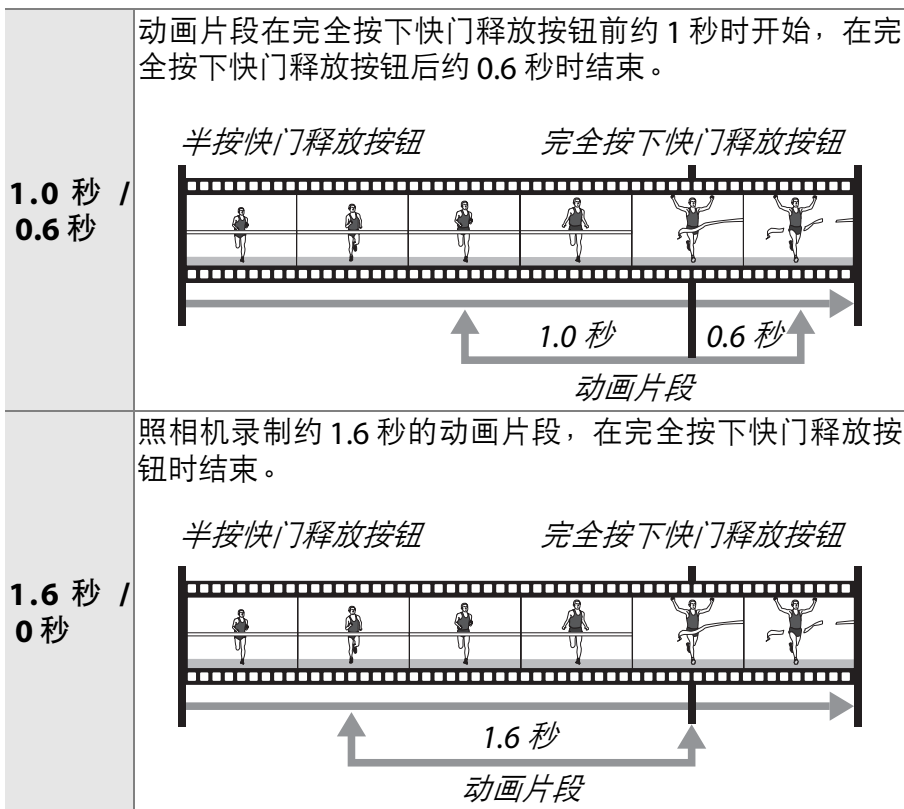 动画片段在完全按下快门释放按钮前约 1 秒时开始，在完
全按下快门释放按钮后约 0.6 秒时结束。
1.0 秒 /
0.6 秒
半按快门释放按钮 完全按下快门释放按钮
1.0 秒 0.6 秒
动画片段
照相机录制约 1.6 秒的动画片段，在完全按下快门释放按
钮时结束。
1.6 秒 /
0 秒
半按快门释放按钮 完全按下快门释放按钮
1.6 秒
动画片段